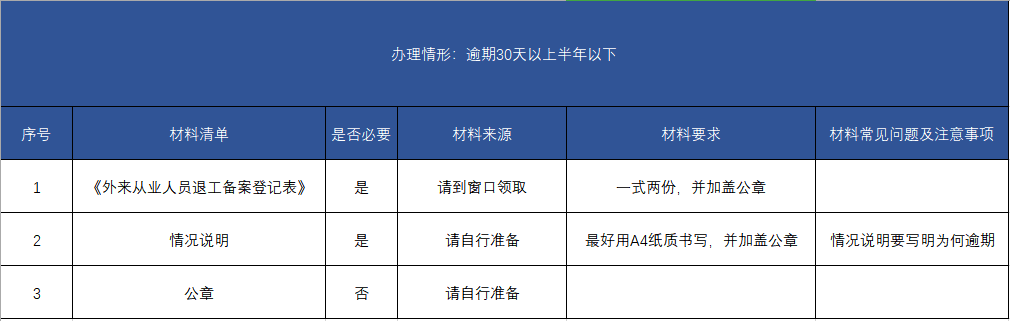 办理情形：逾期30天以上半年以下
序号 材料清单 是否必要 材料来源 材料要求 材料常见问题及注意事项
1 《外来从业人员退工备案登记表》 是 请到窗口领取 一式两份，并加盖公章
2 情况说明 是 请自行准备 最好用A4纸质书写，并加盖公章 情况说明要写明为何逾期
3 公章 否 请自行准备